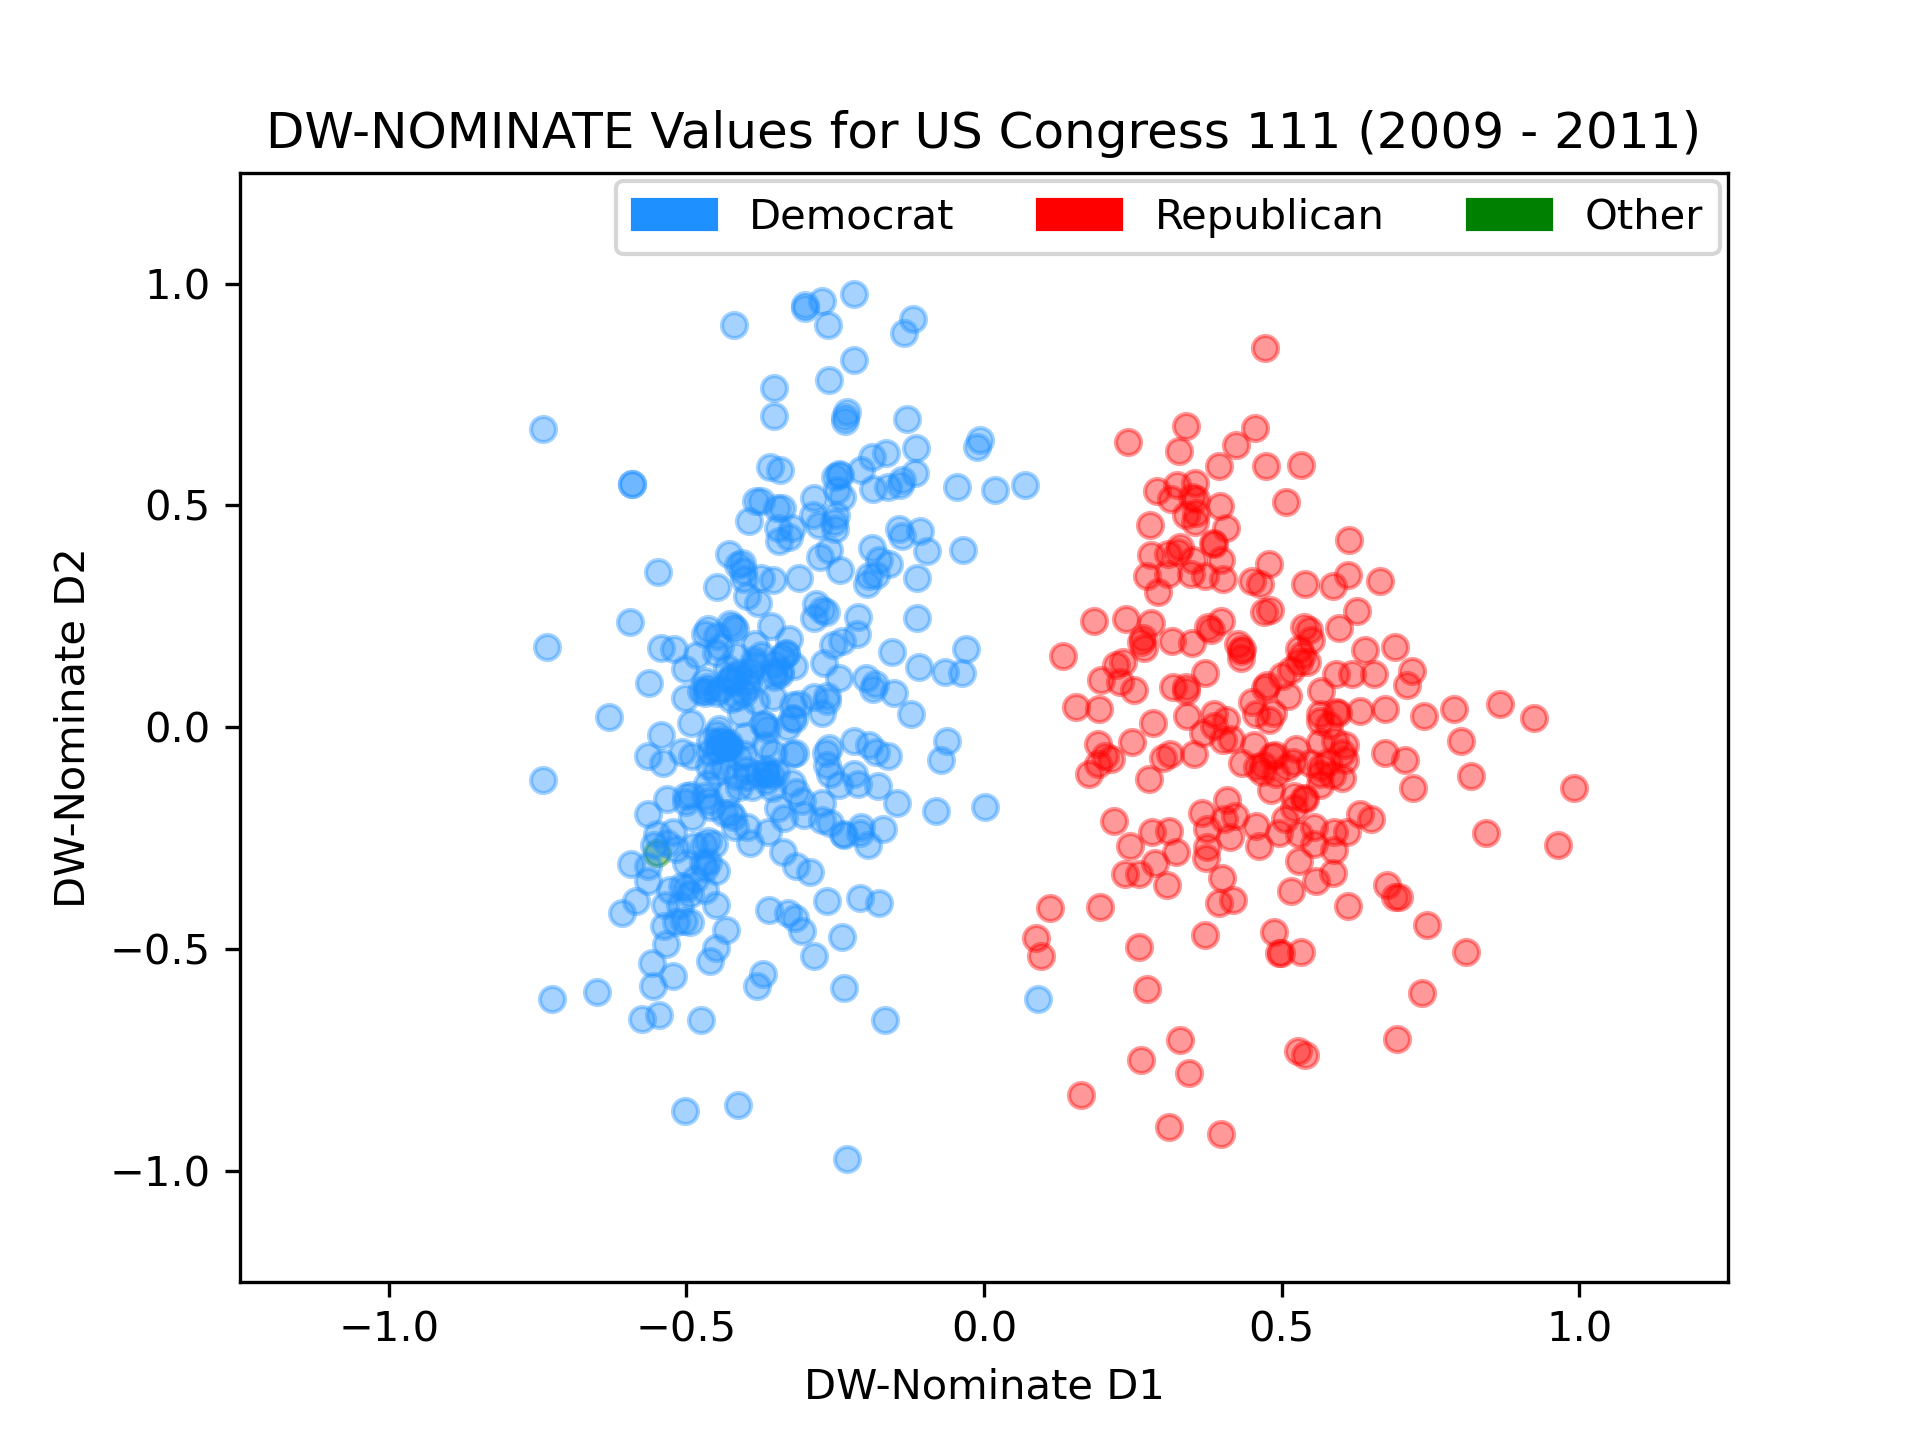 DW-NOMINATE Values for US Congress 111 (2009 - 2011)
Democrat Republican Other
1.0
0.5
0.0
−0.5
−1.0
DW-Nominate D2
−1.0 −0.5 0.0 0.5 1.0
DW-Nominate D1